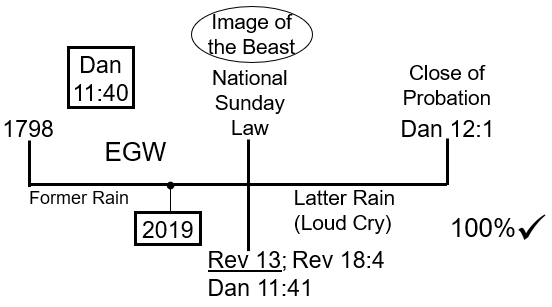 Image of
the Beast
National
Sunday
Law
Dan
11:40
Close of
Probation
Dan 12:1
1798
EGW
Former Rain
2019
Latter Rain
(Loud Cry)
100%✓
Rev 13; Rev 18:4
Dan 11:41